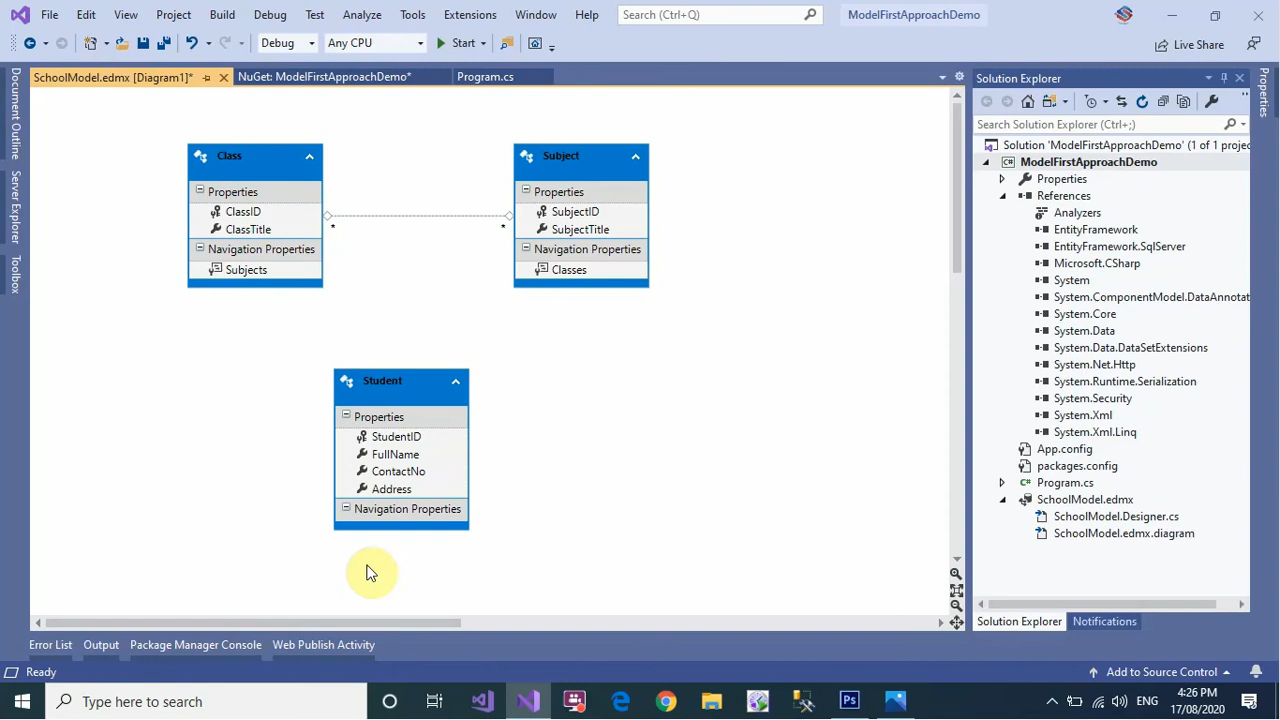 File Edit View Project Build Debug Test Analyze Tools Extensions Window Help Search (Ctrl+Q) ModelFirstApproachDemo
Debug Any CPU Start Live Share
SchoolModel.edmx [Diagram1]* NuGet: ModelFirstApproachDemo* Program.cs
Document Outline
Server Explorer
Toolbox
Class
Properties
ClassID
ClassTitle
Navigation Properties
Subjects
*
*
Subject
Properties
SubjectID
SubjectTitle
Navigation Properties
Classes
Student
Properties
StudentID
FullName
ContactNo
Address
Navigation Properties
Solution Explorer
Search Solution Explorer (Ctrl+;)
Solution 'ModelFirstApproachDemo' (1 of 1 proje
ModelFirstApproachDemo
Properties
References
Analyzers
EntityFramework
EntityFramework.SqlServer
Microsoft.CSharp
System
System.ComponentModel.DataAnnotat
System.Core
System.Data
System.Data.DataSetExtensions
System.Net.Http
System.Runtime.Serialization
System.Security
System.Xml
System.Xml.Linq
App.config
packages.config
Program.cs
SchoolModel.edmx
SchoolModel.Designer.cs
SchoolModel.edmx.diagram
Solution Explorer Notifications
Properties
Error List Output Package Manager Console Web Publish Activity
Ready Add to Source Control
Type here to search
Ps
ENG
4:26 PM
17/08/2020